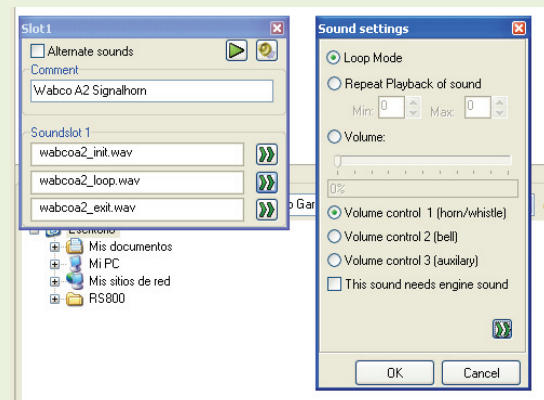 Slot1
Alternate sounds
Comment
Wabco A2 Signalhorn
Soundslot 1
wabcoa2_init.wav
wabcoa2_loop.wav
wabcoa2_exit.wav
Escritorio
Mis documentos
Mi PC
Mis sitios de red
RS800
Sound settings
Loop Mode
Repeat Playback of sound
Min: 0 Max: 0
Volume:
0%
Volume control 1 (horn/whistle)
Volume control 2 (bell)
Volume control 3 (auxilary)
This sound needs engine sound
OK Cancel